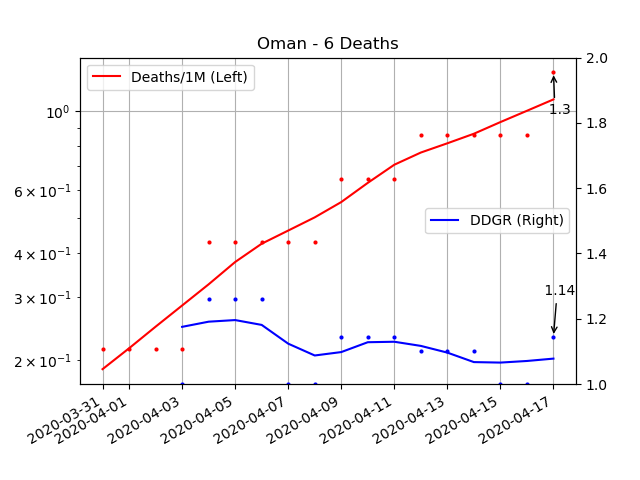 Oman - 6 Deaths
Deaths/1M (Left)
DDGR (Right)
1.3
1.14
10⁰
6 × 10⁻¹
4 × 10⁻¹
3 × 10⁻¹
2 × 10⁻¹
2.0
1.8
1.6
1.4
1.2
1.0
2020-03-31
2020-04-01
2020-04-03
2020-04-05
2020-04-07
2020-04-09
2020-04-11
2020-04-13
2020-04-15
2020-04-17